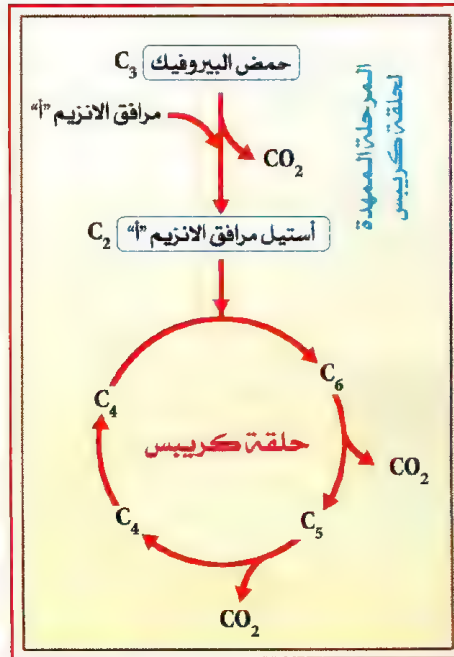 C₃ حمض البيروفيك
المرحلة الممهدة
لحلقة كريبس
مرافق الانزيم "أ"
CO₂
C₂ أستيل مرافق الانزيم "أ"
C₆
C₄
حلقة كريبس
CO₂
C₄
C₅
CO₂